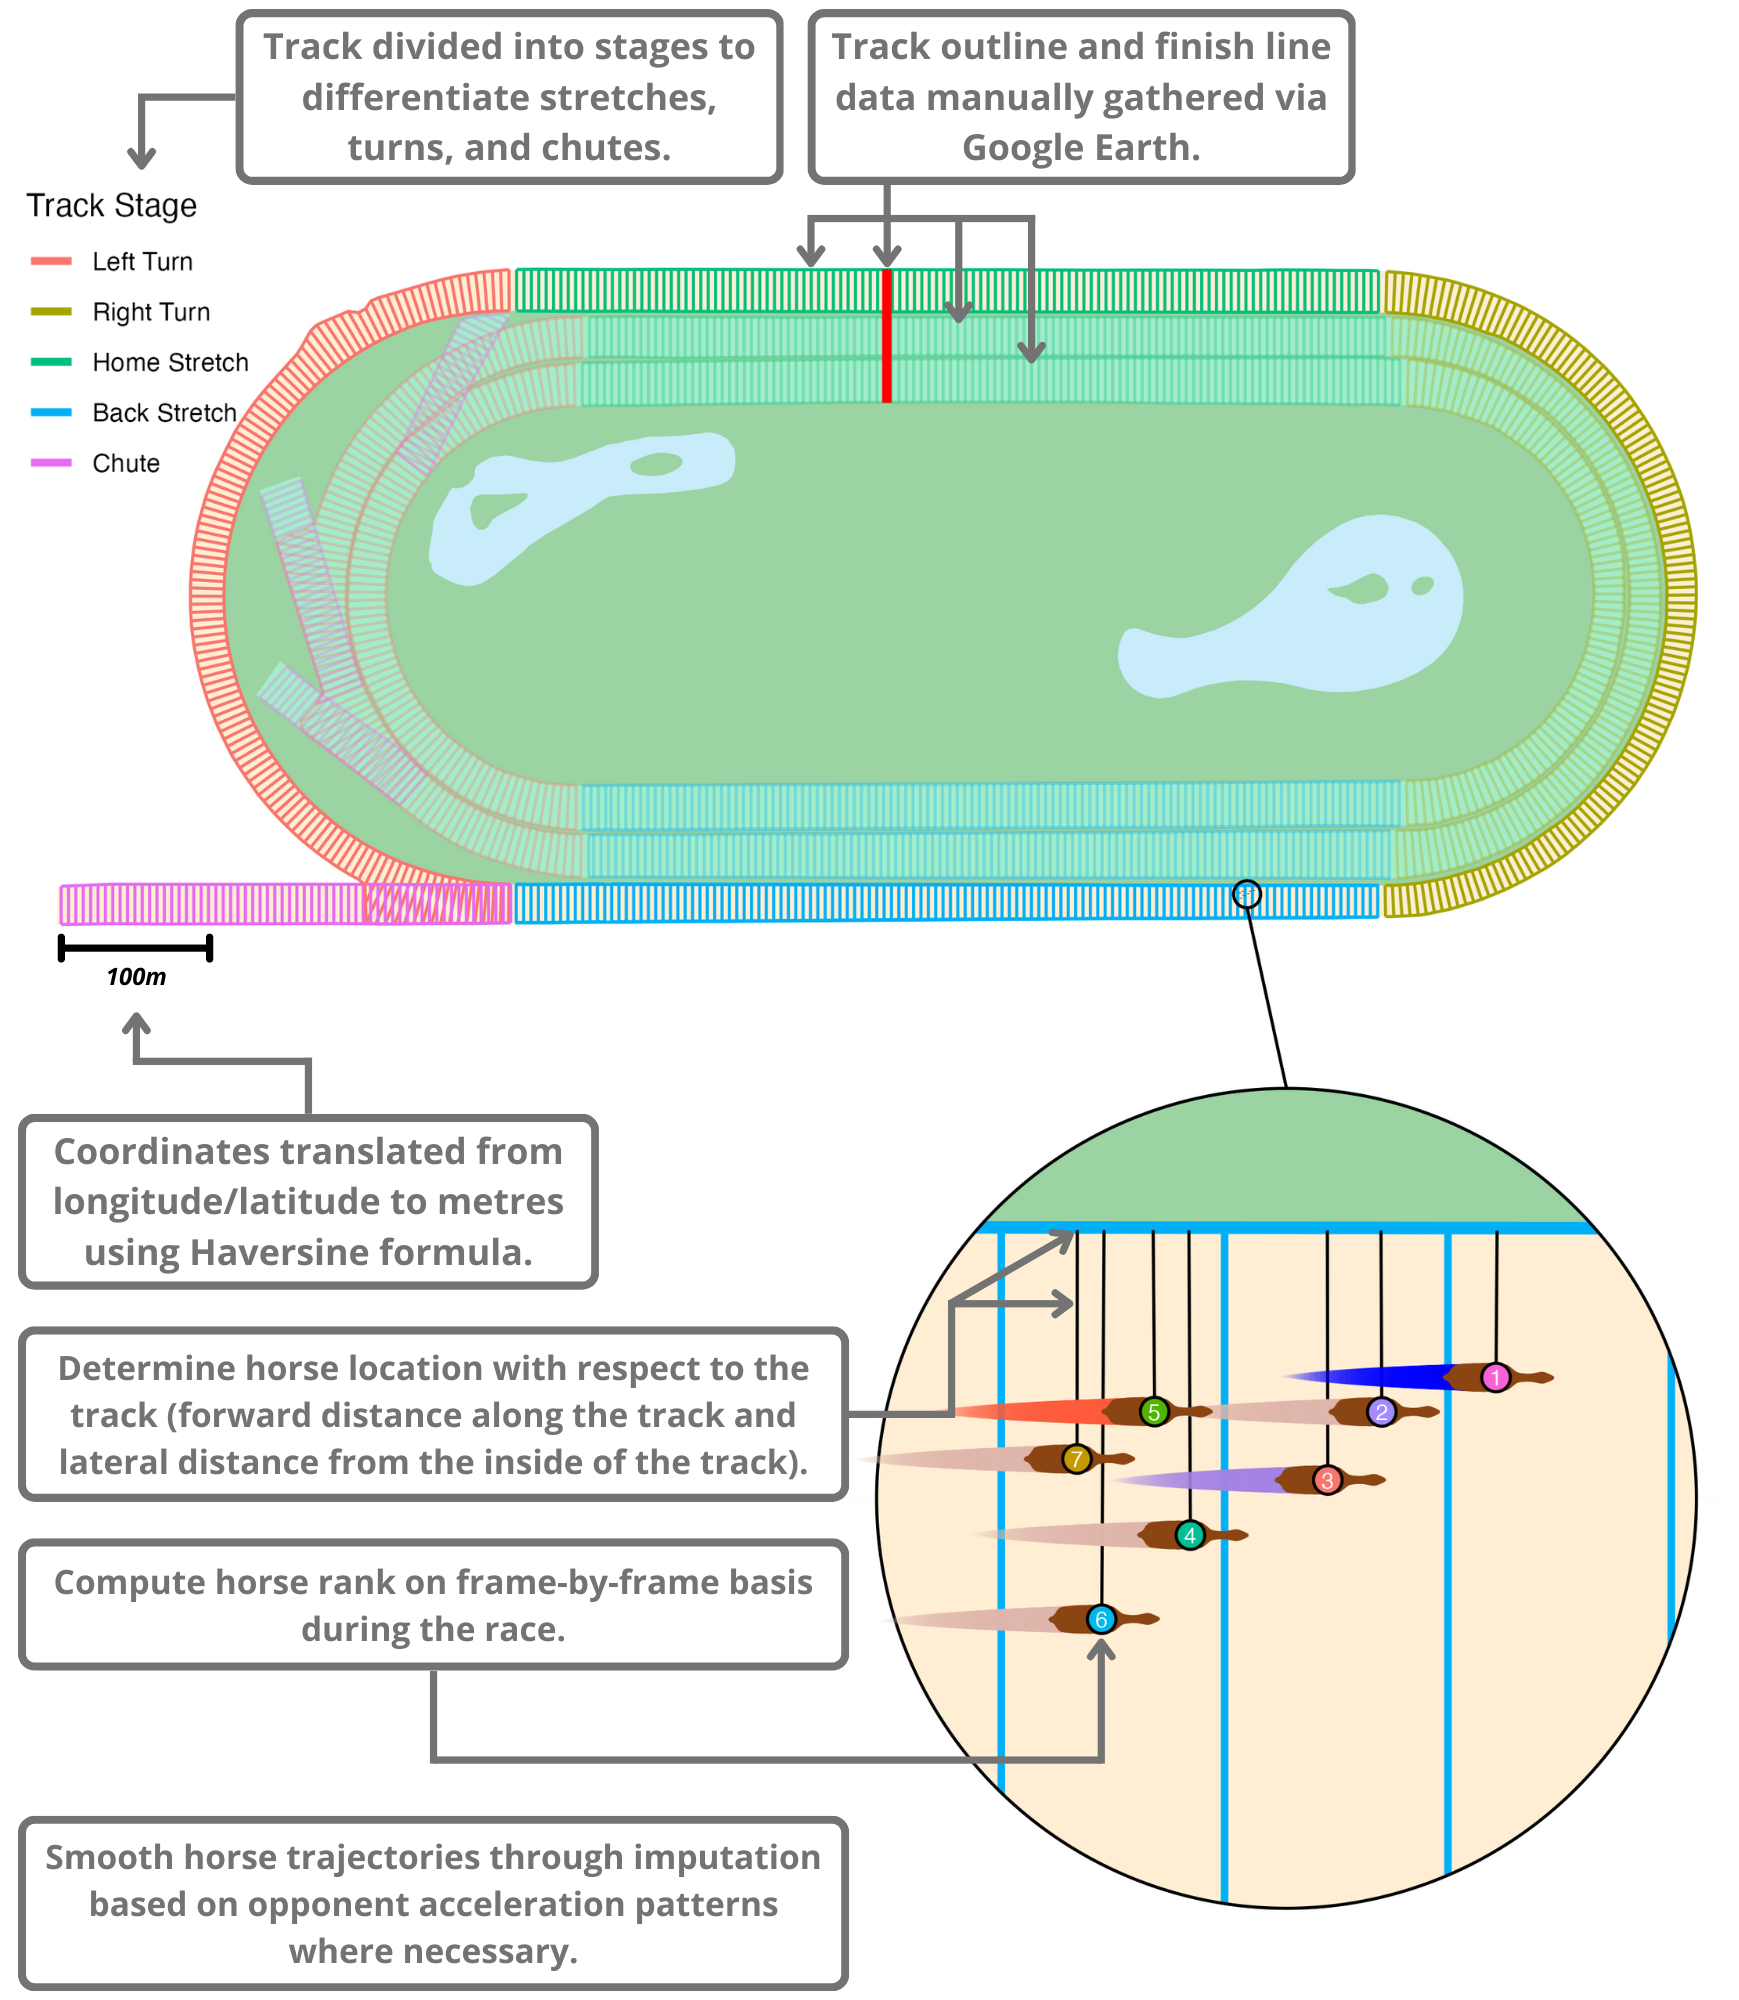 Track divided into stages to
differentiate stretches,
turns, and chutes.
Track outline and finish line
data manually gathered via
Google Earth.
Track Stage
Left Turn
Right Turn
Home Stretch
Back Stretch
Chute
100m
Coordinates translated from
longitude/latitude to metres
using Haversine formula.
Determine horse location with respect to the
track (forward distance along the track and
lateral distance from the inside of the track).
Compute horse rank on frame-by-frame basis
during the race.
Smooth horse trajectories through imputation
based on opponent acceleration patterns
where necessary.
1
5
2
7
3
4
6